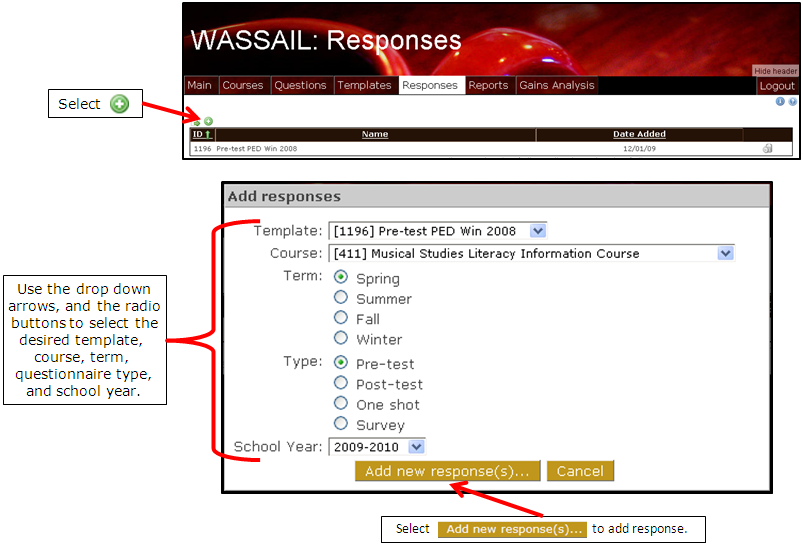 WASSAIL: Responses
Hide header
Main Courses Questions Templates Responses Reports Gains Analysis Logout
Select
ID Name Date Added
1196 Pre-test PED Win 2008 12/01/09
Add responses
Template: [1196] Pre-test PED Win 2008
Course: [411] Musical Studies Literacy Information Course
Term: Spring
Summer
Fall
Winter
Type: Pre-test
Post-test
One shot
Survey
School Year: 2009-2010
Add new response(s)... Cancel
Use the drop down
arrows, and the radio
buttons to select the
desired template,
course, term,
questionnaire type,
and school year.
Select Add new response(s)... to add response.